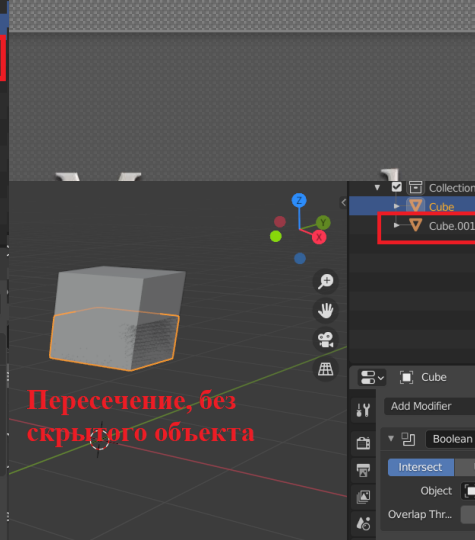 Collection
Z
Y
X
Cube
Cube.001
Cube
Пересечение, без
скрытого объекта
Add Modifier
Boolean
Intersect
Object
Overlap Thr...